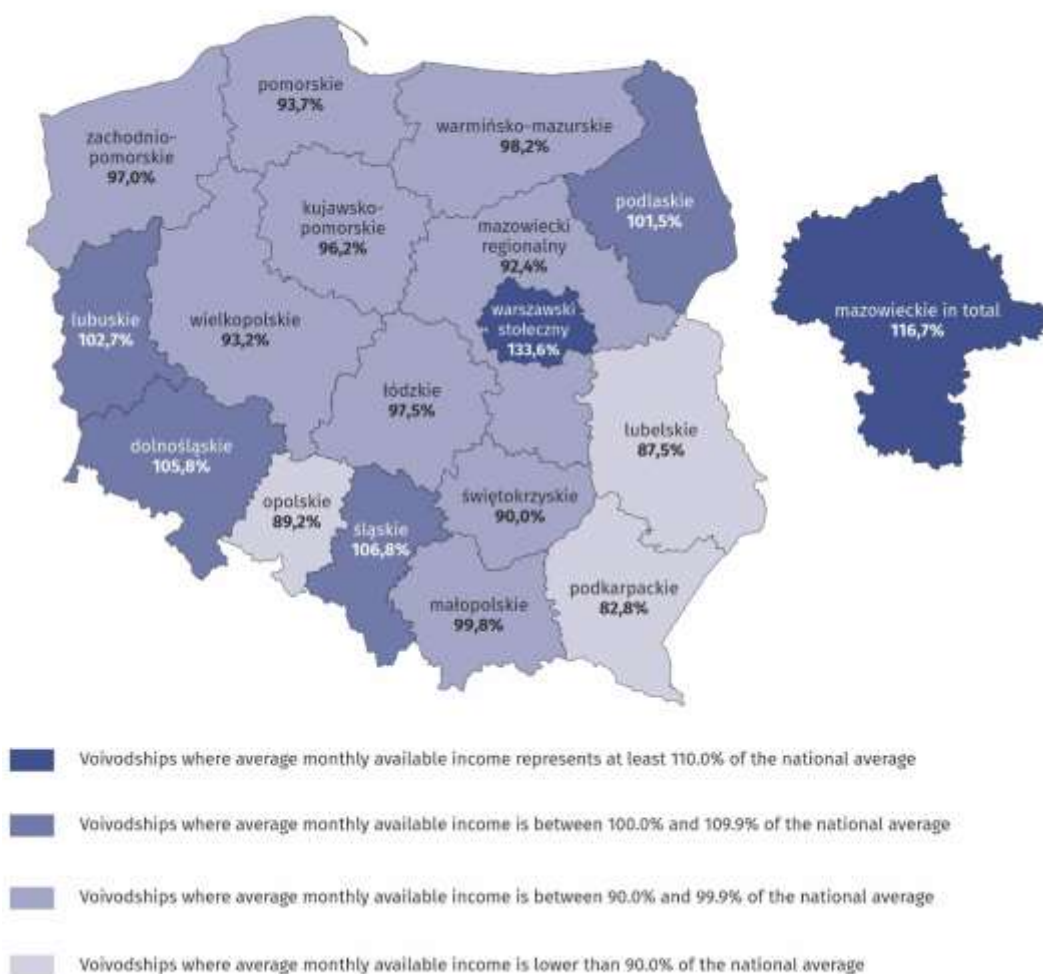 pomorskie
93,7%
warmińsko-mazurskie
98,2%
zachodnio-
pomorskie
97,0%
podlaskie
101,5%
kujawsko-
pomorskie
96,2%
mazowiecki
regionalny
92,4%
warszawski
stołeczny
133,6%
mazowieckie in total
116,7%
lubuskie
102,7%
wielkopolskie
93,2%
łódzkie
97,5%
lubelskie
87,5%
dolnośląskie
105,8%
opolskie
89,2%
śląskie
106,8%
świętokrzyskie
90,0%
podkarpackie
82,8%
małopolskie
99,8%
Voivodships where average monthly available income represents at least 110.0% of the national average
Voivodships where average monthly available income is between 100.0% and 109.9% of the national average
Voivodships where average monthly available income is between 90.0% and 99.9% of the national average
Voivodships where average monthly available income is lower than 90.0% of the national average